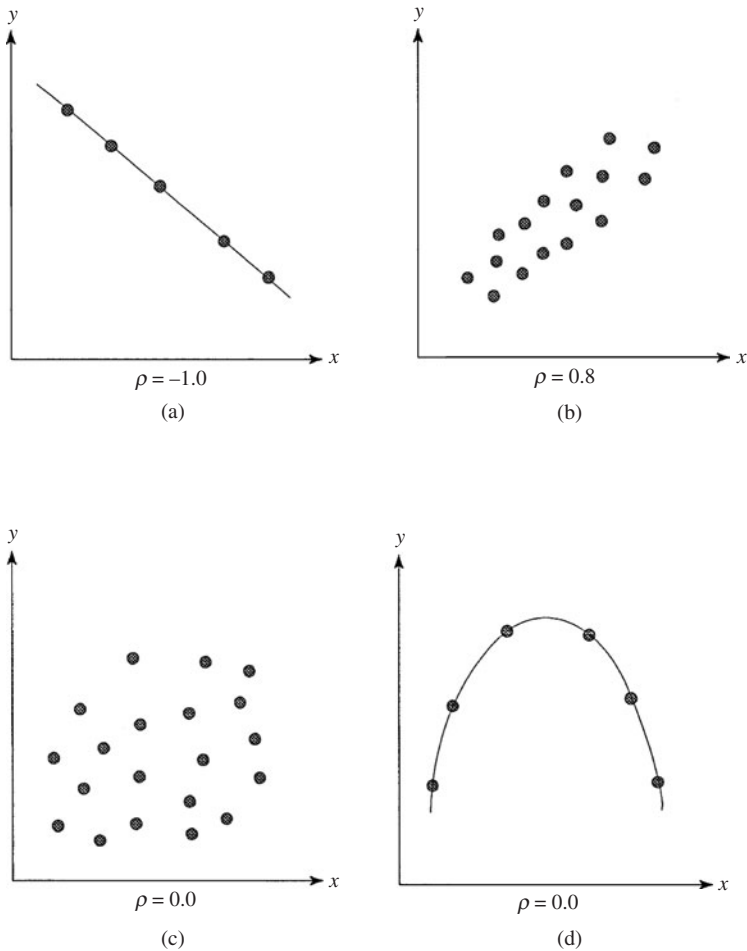 y
x
ρ = –1.0
(a)
y
x
ρ = 0.8
(b)
y
x
ρ = 0.0
(c)
y
x
ρ = 0.0
(d)